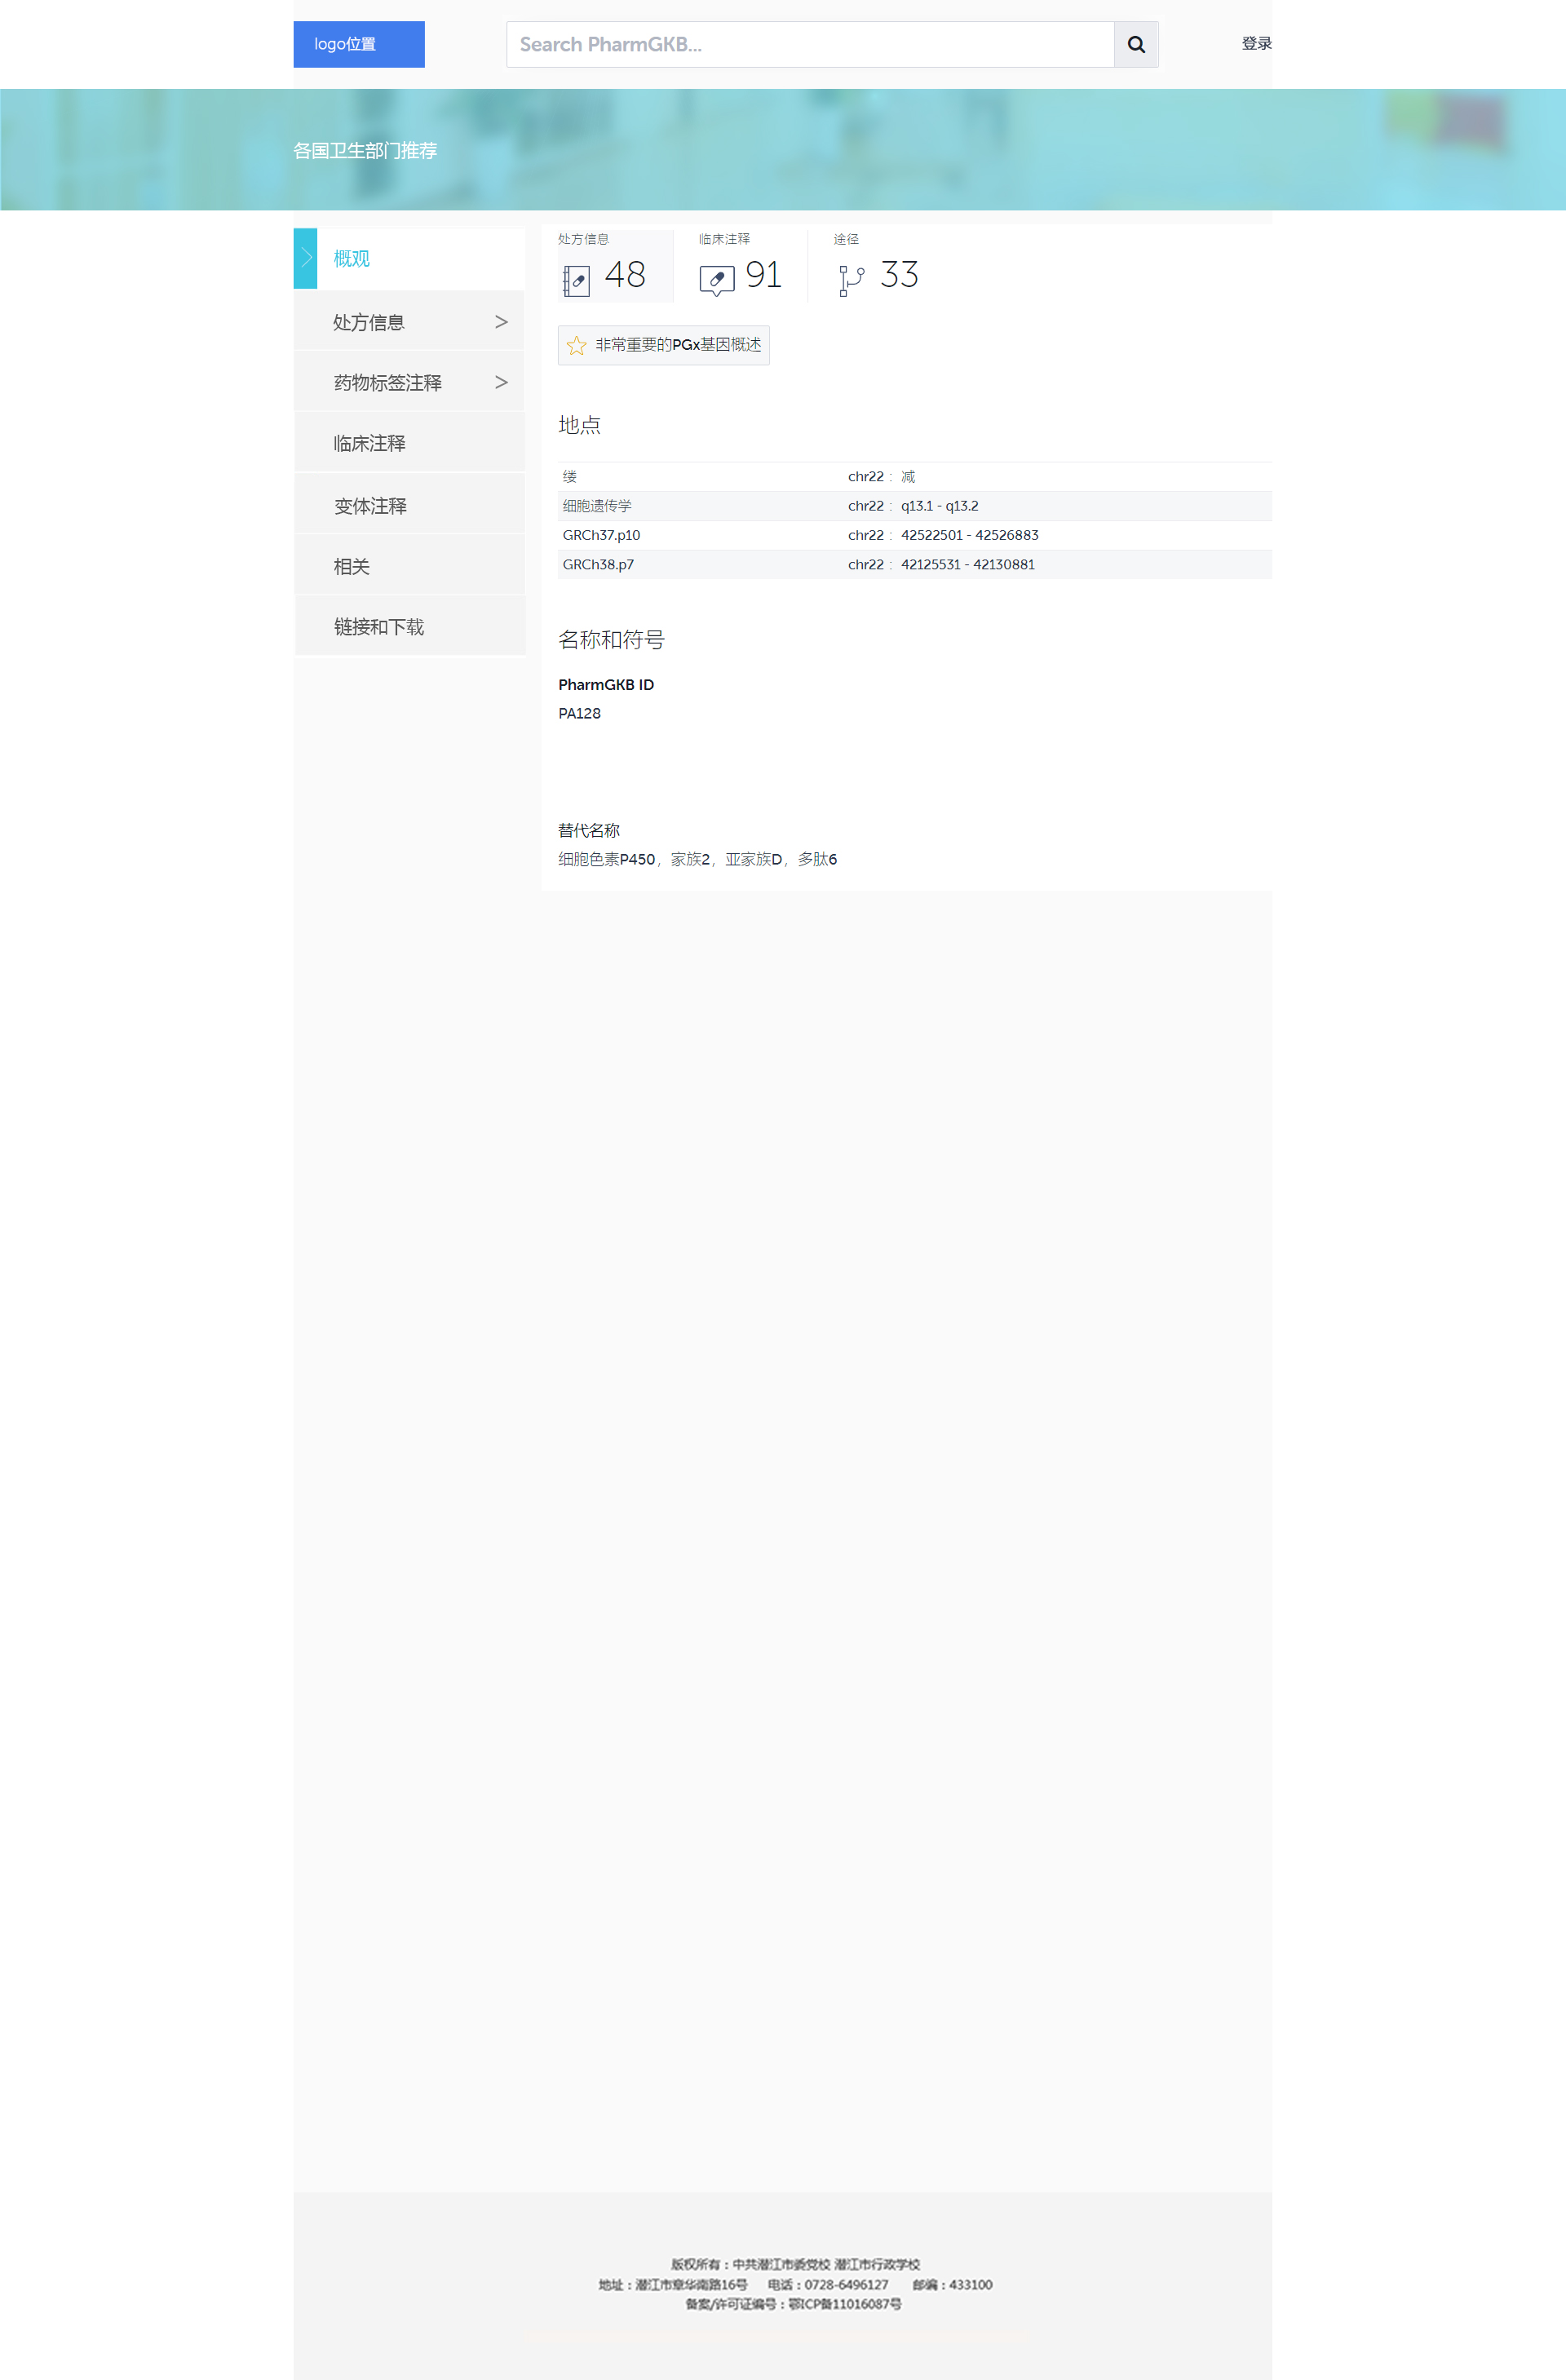 logo位置
Search PharmGKB...
登录
各国卫生部门推荐
概观
处方信息 >
药物标签注释 >
临床注释
变体注释
相关
链接和下载
处方信息 临床注释 途径
48 91 33
非常重要的PGx基因概述
地点
缕 chr22 : 减
细胞遗传学 chr22 : q13.1 - q13.2
GRCh37.p10 chr22 : 42522501 - 42526883
GRCh38.p7 chr22 : 42125531 - 42130881
名称和符号
PharmGKB ID
PA128
替代名称
细胞色素P450，家族2，亚家族D，多肽6
版权所有：中共潜江市委党校 潜江市行政学校
地址：潜江市章华南路16号 电话：0728-6496127 邮编：433100
备案/许可证编号：鄂ICP备11016087号